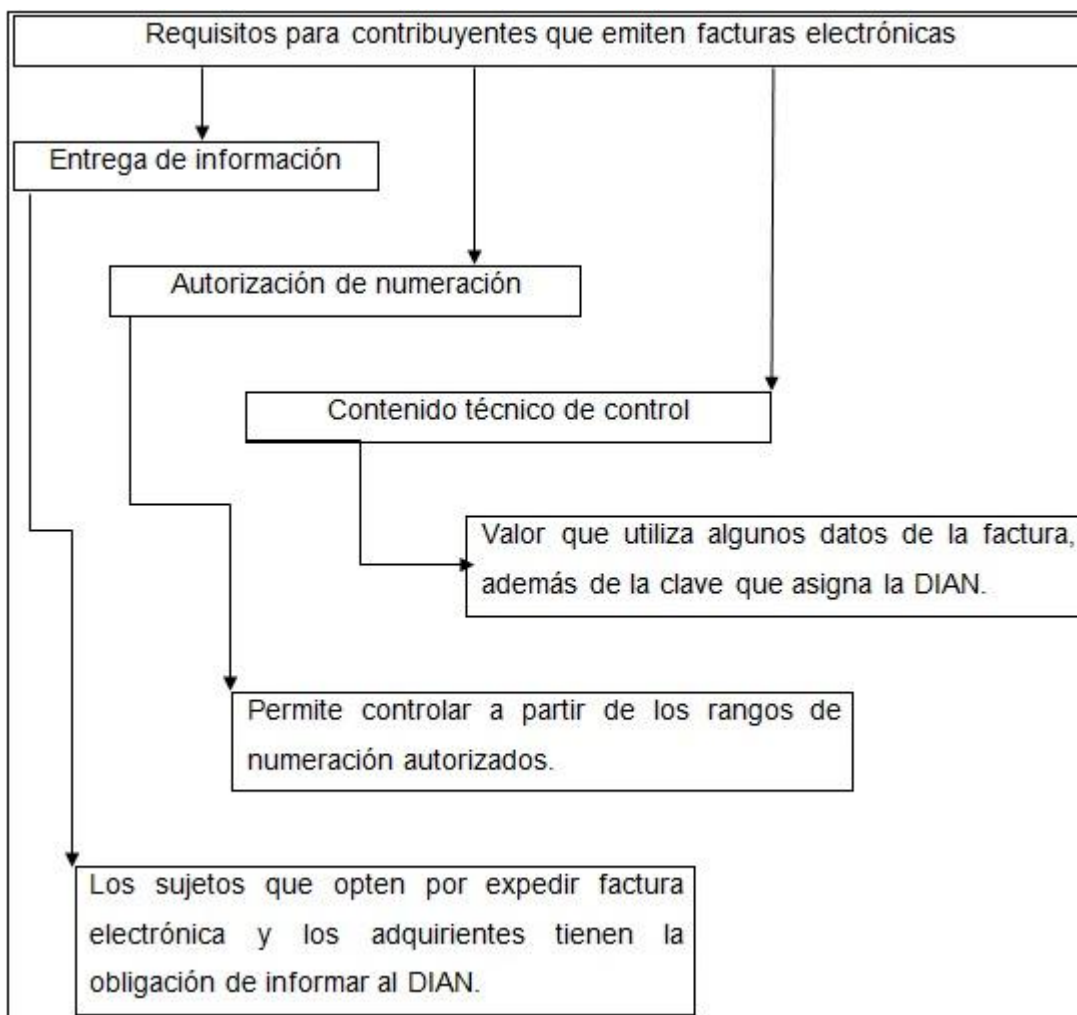 Requisitos para contribuyentes que emiten facturas electrónicas
Entrega de información
Autorización de numeración
Contenido técnico de control
Valor que utiliza algunos datos de la factura,
además de la clave que asigna la DIAN.
Permite controlar a partir de los rangos de
numeración autorizados.
Los sujetos que opten por expedir factura
electrónica y los adquirientes tienen la
obligación de informar al DIAN.